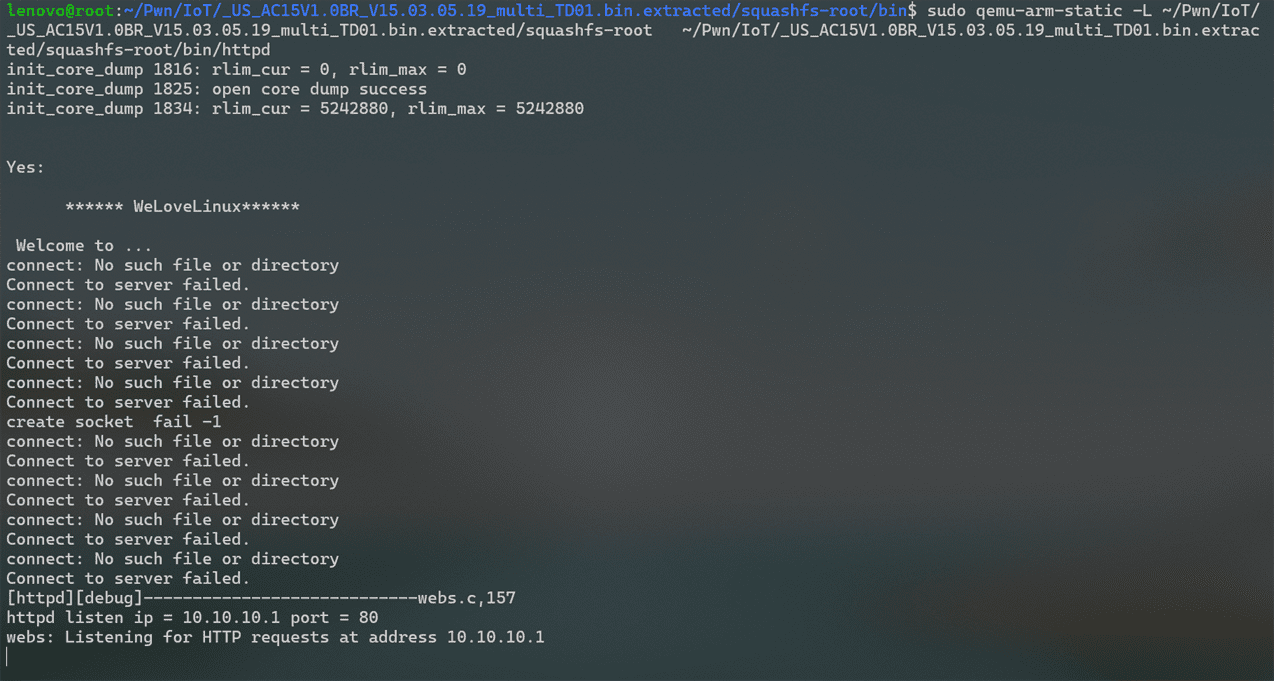 lenovo@root:~/Pwn/IoT/_US_AC15V1.0BR_V15.03.05.19_multi_TD01.bin.extracted/squashfs-root/bin$ sudo qemu-arm-static -L ~/Pwn/IoT/
_US_AC15V1.0BR_V15.03.05.19_multi_TD01.bin.extracted/squashfs-root   ~/Pwn/IoT/_US_AC15V1.0BR_V15.03.05.19_multi_TD01.bin.extrac
ted/squashfs-root/bin/httpd
init_core_dump 1816: rlim_cur = 0, rlim_max = 0
init_core_dump 1825: open core dump success
init_core_dump 1834: rlim_cur = 5242880, rlim_max = 5242880
Yes:
****** WeLoveLinux******
Welcome to ...
connect: No such file or directory
Connect to server failed.
connect: No such file or directory
Connect to server failed.
connect: No such file or directory
Connect to server failed.
connect: No such file or directory
Connect to server failed.
create socket  fail -1
connect: No such file or directory
Connect to server failed.
connect: No such file or directory
Connect to server failed.
connect: No such file or directory
Connect to server failed.
connect: No such file or directory
Connect to server failed.
[httpd][debug]----------------------------webs.c,157
httpd listen ip = 10.10.10.1 port = 80
webs: Listening for HTTP requests at address 10.10.10.1